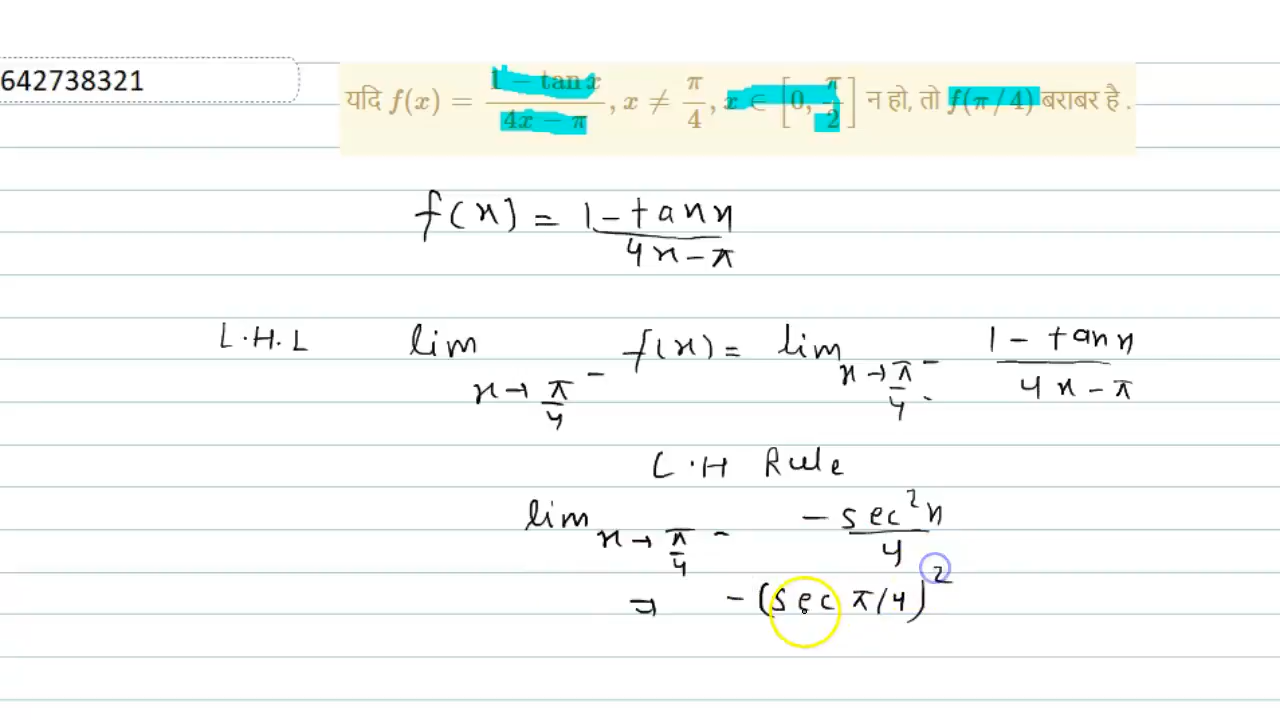 642738321
यदि f(x) = (1 − tan x)/(4x − π), x ≠ π/4, x ∈ [0, π/2] न हो, तो f(π/4) बराबर है .
f(x) = (1 − tan x)/(4x − π)
L.H.L lim x→π/4⁻ f(x) = lim x→π/4⁻ (1 − tan x)/(4x − π)
L.H Rule
lim x→π/4⁻ −sec²x/4
⇒ −(sec π/4)²